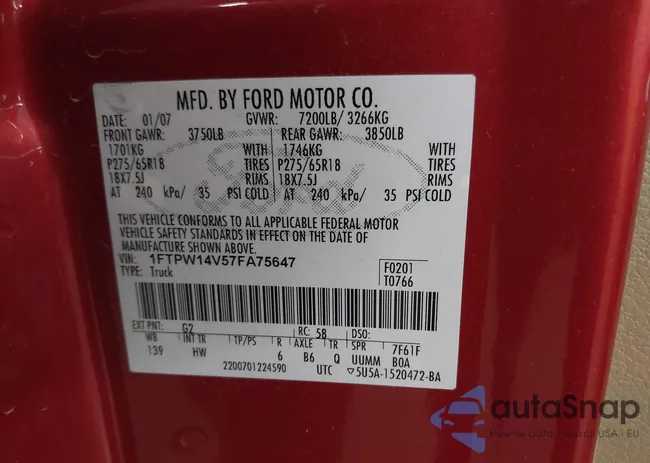 MFD. BY FORD MOTOR CO.
DATE: 01/07 GVWR: 7200LB/ 3266KG
FRONT GAWR: 3750LB REAR GAWR: 3850LB
1701KG WITH 1746KG WITH
P275/65R18 TIRES P275/65R18 TIRES
18X7.5J RIMS 18X7.5J RIMS
AT 240 kPa/ 35 PSI COLD AT 240 kPa/ 35 PSI COLD
THIS VEHICLE CONFORMS TO ALL APPLICABLE FEDERAL MOTOR
VEHICLE SAFETY STANDARDS IN EFFECT ON THE DATE OF
MANUFACTURE SHOWN ABOVE.
VIN: 1FTPW14V57FA75647
TYPE: Truck
F0201
T0766
EXT PNT: G2 RC: 58 DSO:
WB INT TR TP/PS R AXLE TR SPR 7F61F
139 HW 6 B6 Q UUMM BOA
2200701224590 UTC ▽5U5A-1520472-BA
Ford
autaSnap
USA i EU